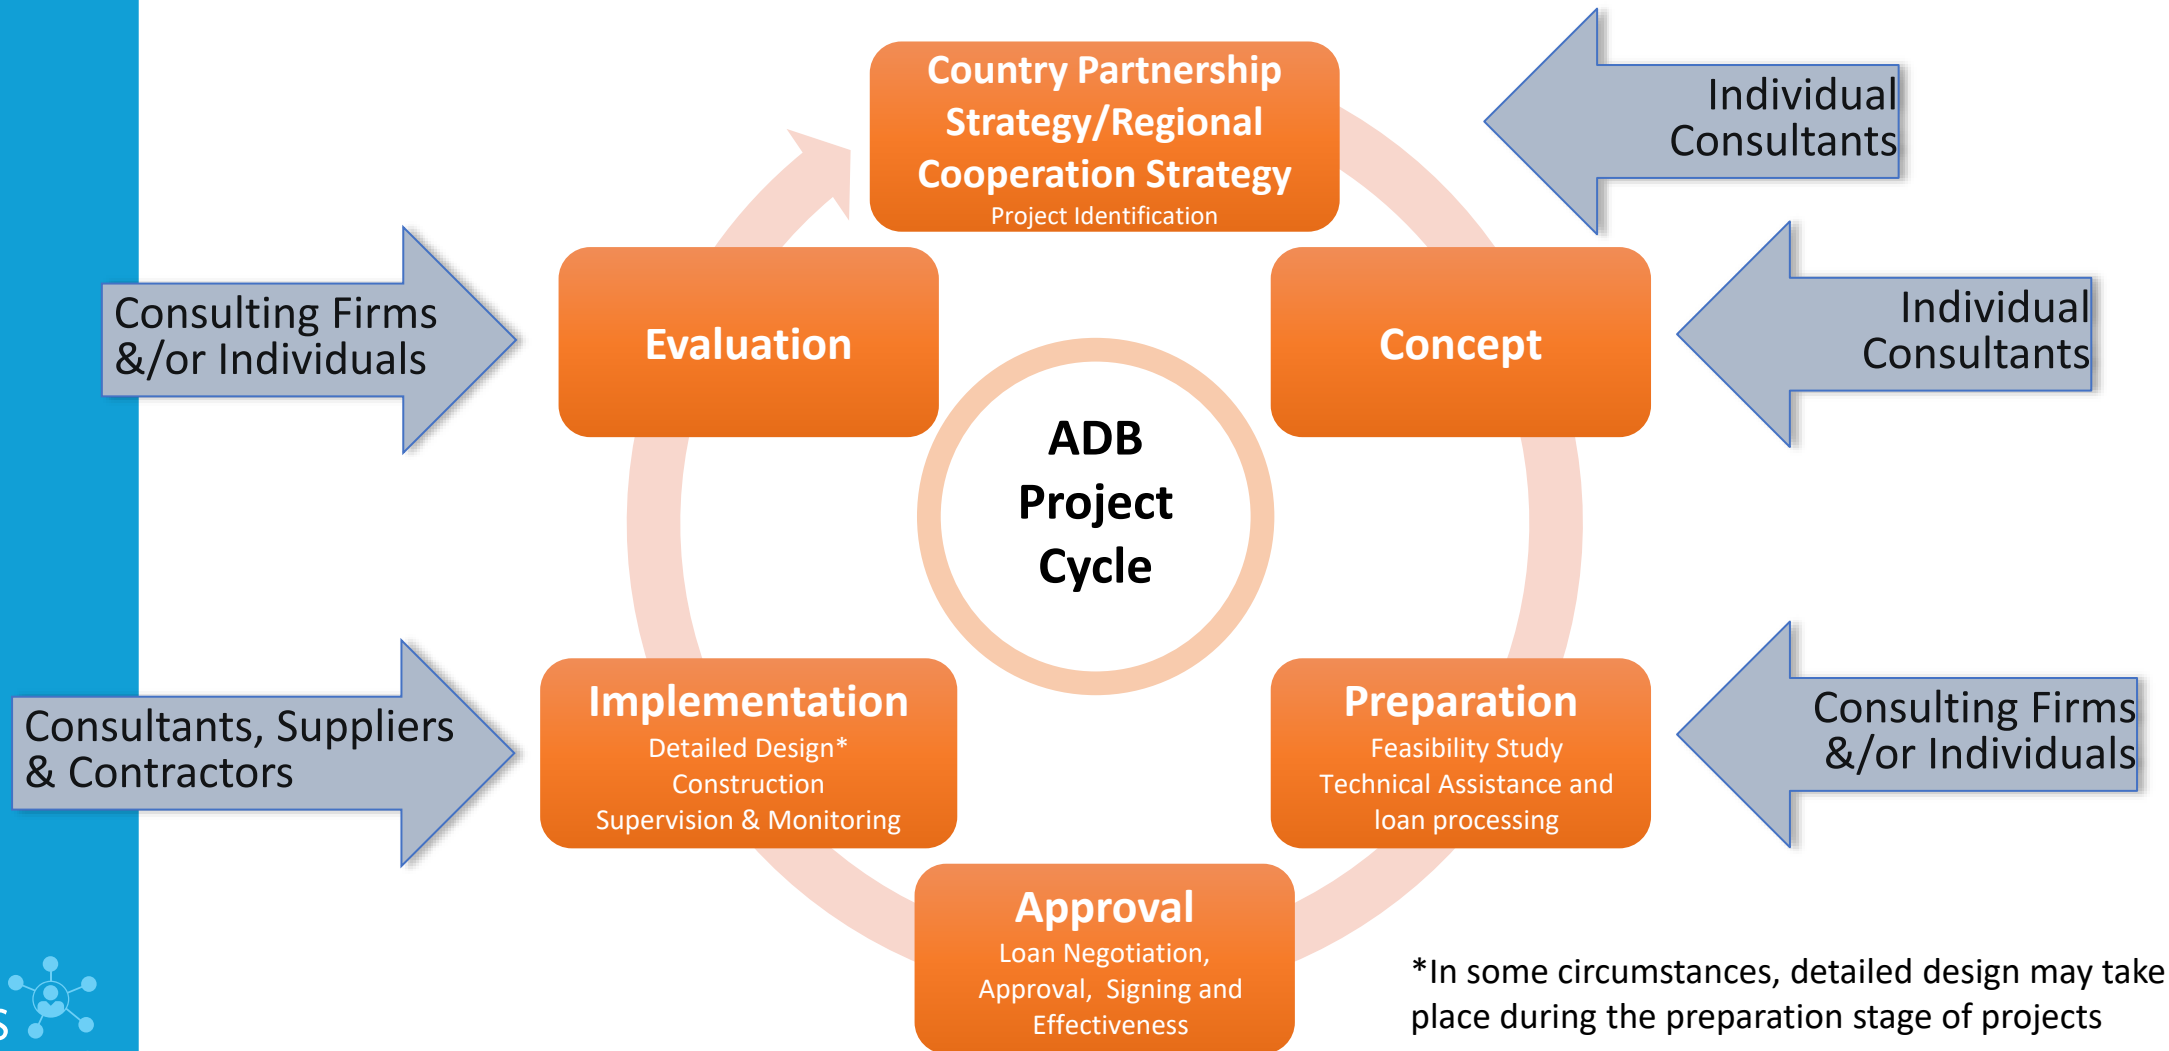 Country Partnership
Strategy/Regional
Cooperation Strategy
Project Identification
Individual
Consultants
Concept
Individual
Consultants
Preparation
Feasibility Study
Technical Assistance and
loan processing
Consulting Firms
&/or Individuals
Approval
Loan Negotiation,
Approval, Signing and
Effectiveness
Implementation
Detailed Design*
Construction
Supervision & Monitoring
Consultants, Suppliers
& Contractors
Evaluation
Consulting Firms
&/or Individuals
ADB
Project
Cycle
*In some circumstances, detailed design may take
place during the preparation stage of projects